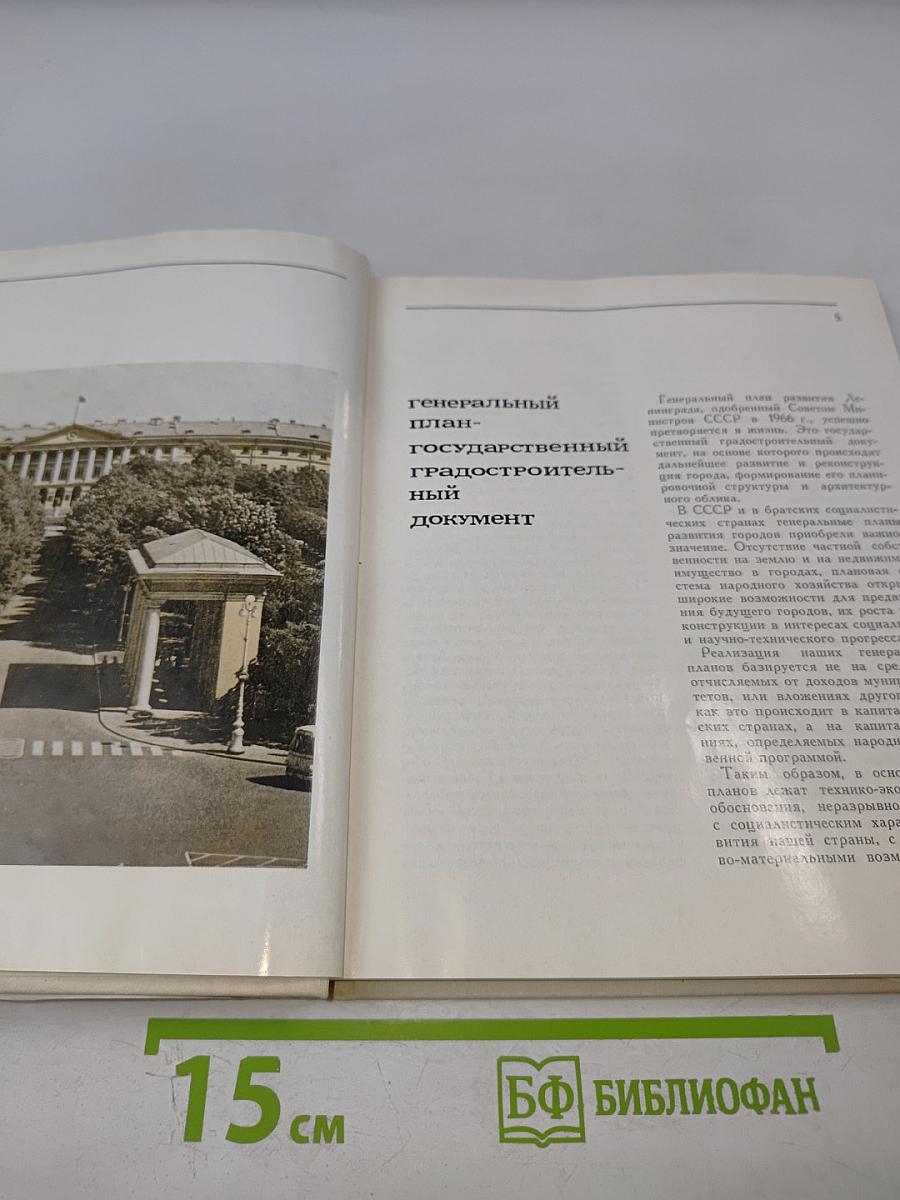 5
генеральный
план-
государственный
градостроитель-
ный
документ
Генеральный план развития Ле-
нинграда, одобренный Советом Ми-
нистров СССР в 1966 г., успешно
претворяется в жизнь. Это государ-
ственный градостроительный доку-
мент, на основе которого происходят
дальнейшее развитие и реконструк-
ция города, формирование его плани-
ровочной структуры и архитектур-
ного облика.
В СССР и в братских социалисти-
ческих странах генеральные планы
развития городов приобрели важно
значение. Отсутствие частной собст
венности на землю и на недвижим
имущество в городах, плановая
стема народного хозяйства откры
широкие возможности для предви
ния будущего городов, их роста
конструкции в интересах социаль
и научно-технического прогресса
Реализация наших генера
планов базируется не на сред
отчисляемых от доходов муниц
тетов, или вложениях другог
как это происходит в капита
ских странах, а на капита
ниях, определяемых народн
венной программой.
Таким образом, в осно
планов лежат технико-эко
обоснования, неразрывно
с социалистическим хара
вития нашей страны, с
во-материальными возм
15 см
БФ БИБЛИОФАН